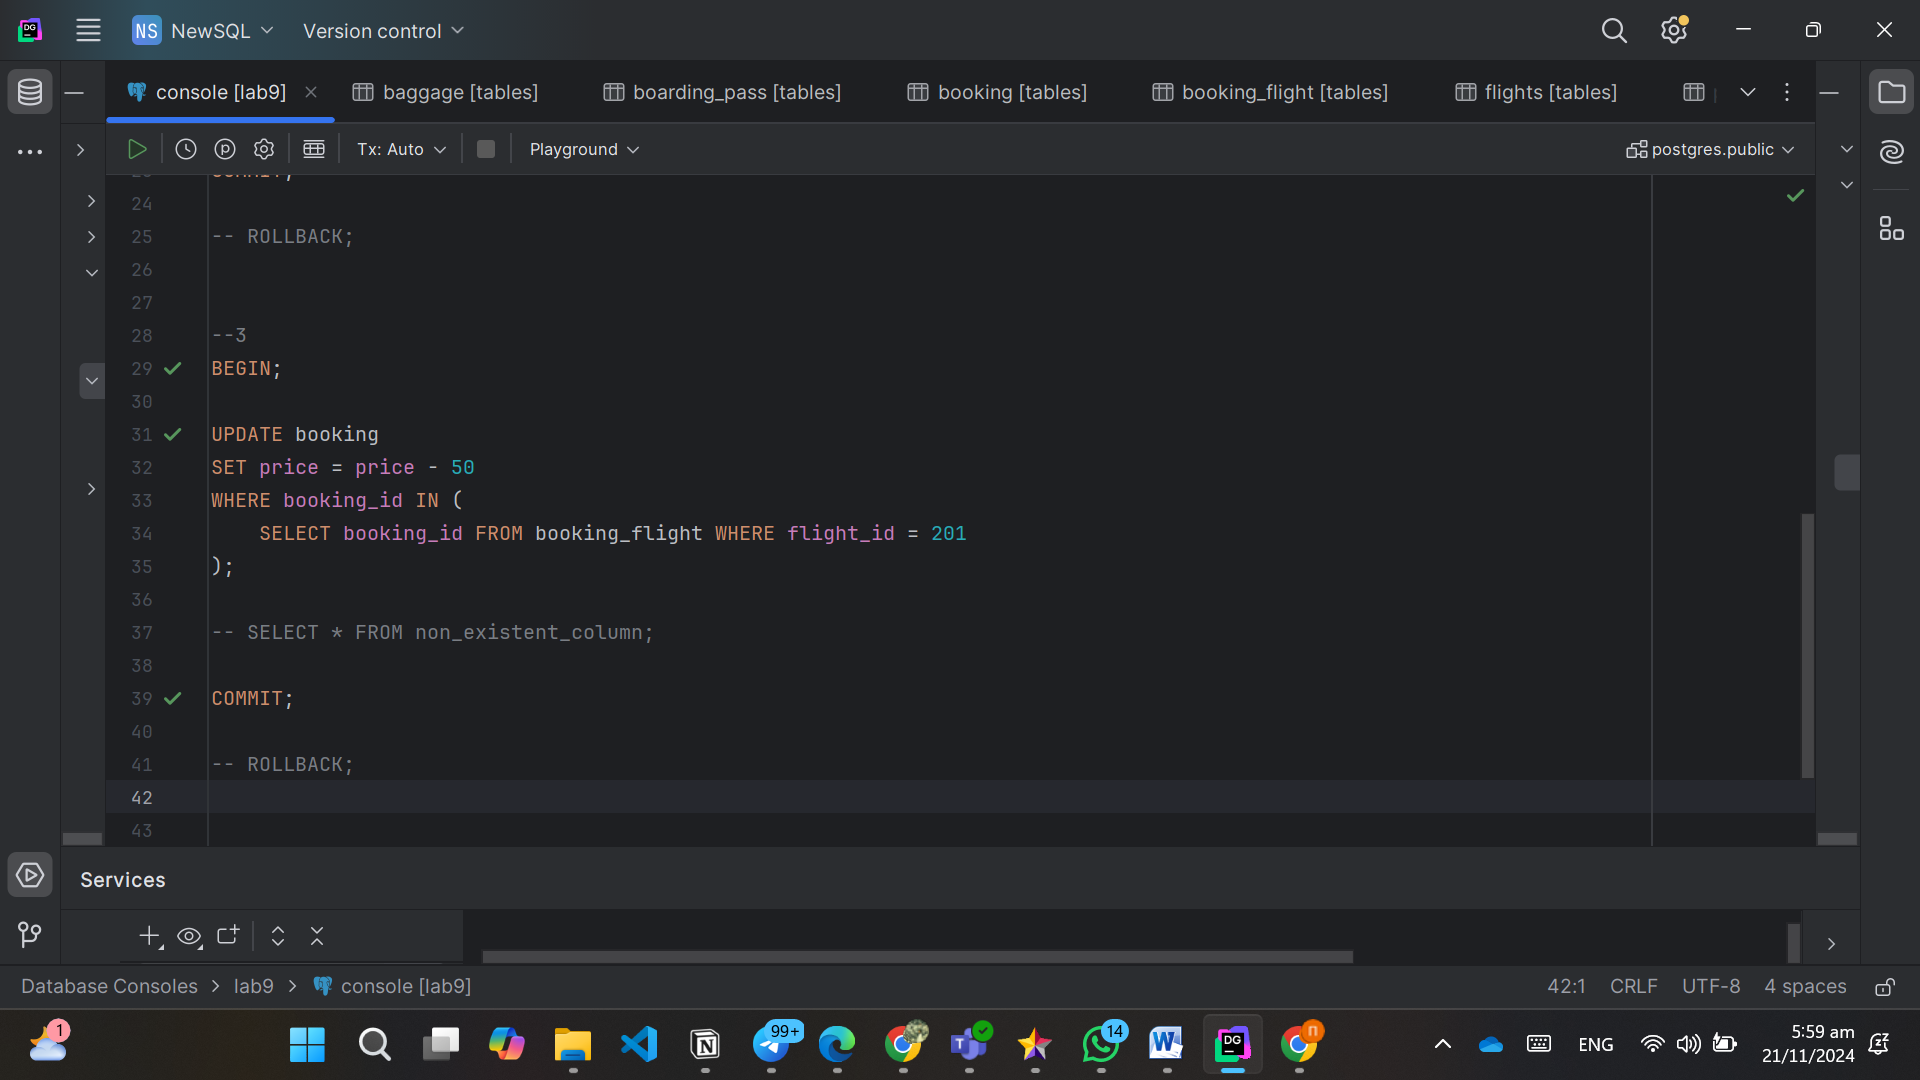 DG
NS NewSQL Version control
console [lab9] baggage [tables] boarding_pass [tables] booking [tables] booking_flight [tables] flights [tables]
Tx: Auto Playground postgres.public
24
25 -- ROLLBACK;
26
27
28 --3
29 BEGIN;
30
31 UPDATE booking
32 SET price = price - 50
33 WHERE booking_id IN (
34 SELECT booking_id FROM booking_flight WHERE flight_id = 201
35 );
36
37 -- SELECT * FROM non_existent_column;
38
39 COMMIT;
40
41 -- ROLLBACK;
42
43
Services
Database Consoles > lab9 > console [lab9] 42:1 CRLF UTF-8 4 spaces
1 99+ 14 DG ENG 5:59 am
21/11/2024